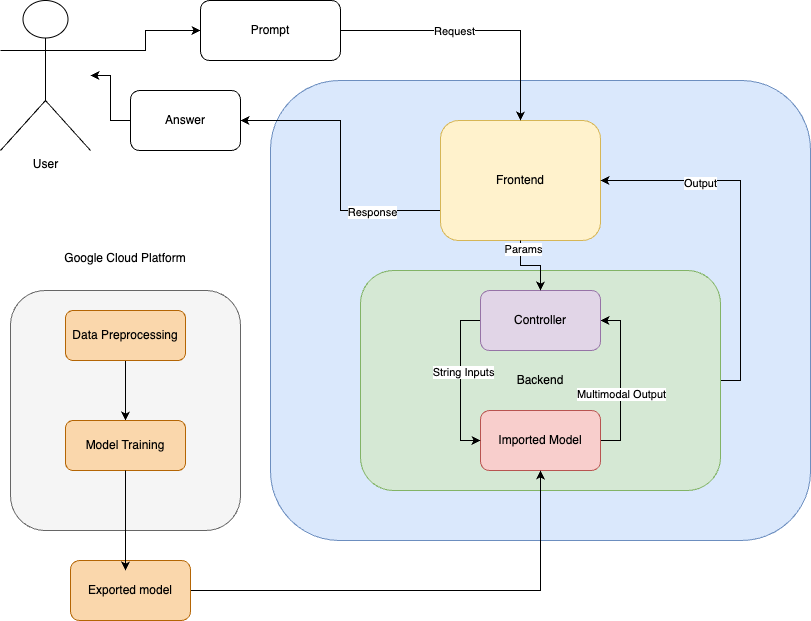 Prompt
Request
Answer
User
Frontend
Output
Response
Params
Google Cloud Platform
Controller
Data Preprocessing
String Inputs
Backend
Multimodal Output
Model Training
Imported Model
Exported model